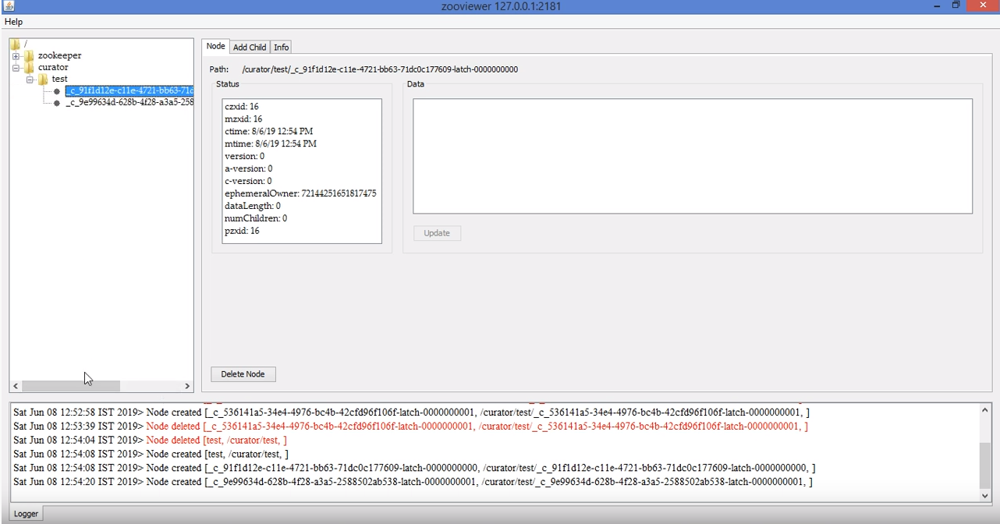 zooviewer 127.0.0.1:2181
Help
/
zookeeper
curator
test
_c_91f1d12e-c11e-4721-bb63-71d
_c_9e99634d-628b-4f28-a3a5-258
Node Add Child Info
Path: /curator/test/_c_91f1d12e-c11e-4721-bb63-71dc0c177609-latch-0000000000
Status
czxid: 16
mzxid: 16
ctime: 8/6/19 12:54 PM
mtime: 8/6/19 12:54 PM
version: 0
a-version: 0
c-version: 0
ephemeralOwner: 72144251651817475
dataLength: 0
numChildren: 0
pzxid: 16
Data
Update
Delete Node
Sat Jun 08 12:52:58 IST 2019> Node created [_c_536141a5-34e4-4976-bc4b-42cfd96f106f-latch-0000000001, /curator/test/_c_536141a5-34e4-4976-bc4b-42cfd96f106f-latch-0000000001, ]
Sat Jun 08 12:53:39 IST 2019> Node deleted [_c_536141a5-34e4-4976-bc4b-42cfd96f106f-latch-0000000001, /curator/test/_c_536141a5-34e4-4976-bc4b-42cfd96f106f-latch-0000000001, ]
Sat Jun 08 12:54:04 IST 2019> Node deleted [test, /curator/test, ]
Sat Jun 08 12:54:08 IST 2019> Node created [test, /curator/test, ]
Sat Jun 08 12:54:08 IST 2019> Node created [_c_91f1d12e-c11e-4721-bb63-71dc0c177609-latch-0000000000, /curator/test/_c_91f1d12e-c11e-4721-bb63-71dc0c177609-latch-0000000000, ]
Sat Jun 08 12:54:20 IST 2019> Node created [_c_9e99634d-628b-4f28-a3a5-2588502ab538-latch-0000000001, /curator/test/_c_9e99634d-628b-4f28-a3a5-2588502ab538-latch-0000000001, ]
Logger